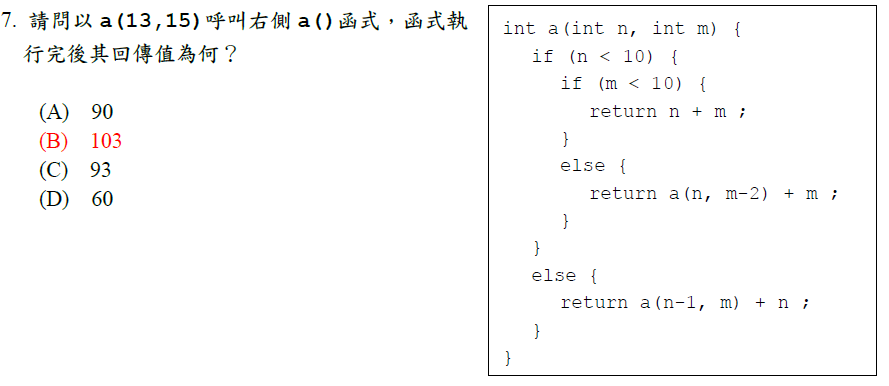 7. 請問以 a(13,15)呼叫右側 a()函式，函式執
行完後其回傳值為何？
(A) 90
(B) 103
(C) 93
(D) 60
int a(int n, int m) {
if (n < 10) {
if (m < 10) {
return n + m ;
}
else {
return a(n, m-2) + m ;
}
}
else {
return a(n-1, m) + n ;
}
}